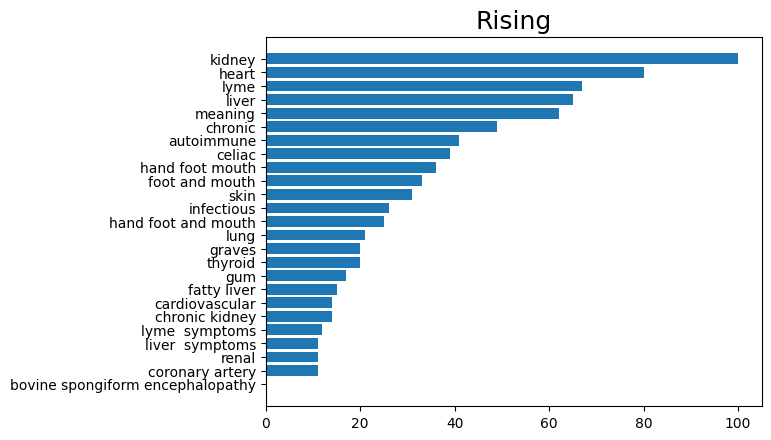 Rising
kidney
heart
lyme
liver
meaning
chronic
autoimmune
celiac
hand foot mouth
foot and mouth
skin
infectious
hand foot and mouth
lung
graves
thyroid
gum
fatty liver
cardiovascular
chronic kidney
lyme  symptoms
liver  symptoms
renal
coronary artery
bovine spongiform encephalopathy
0 20 40 60 80 100